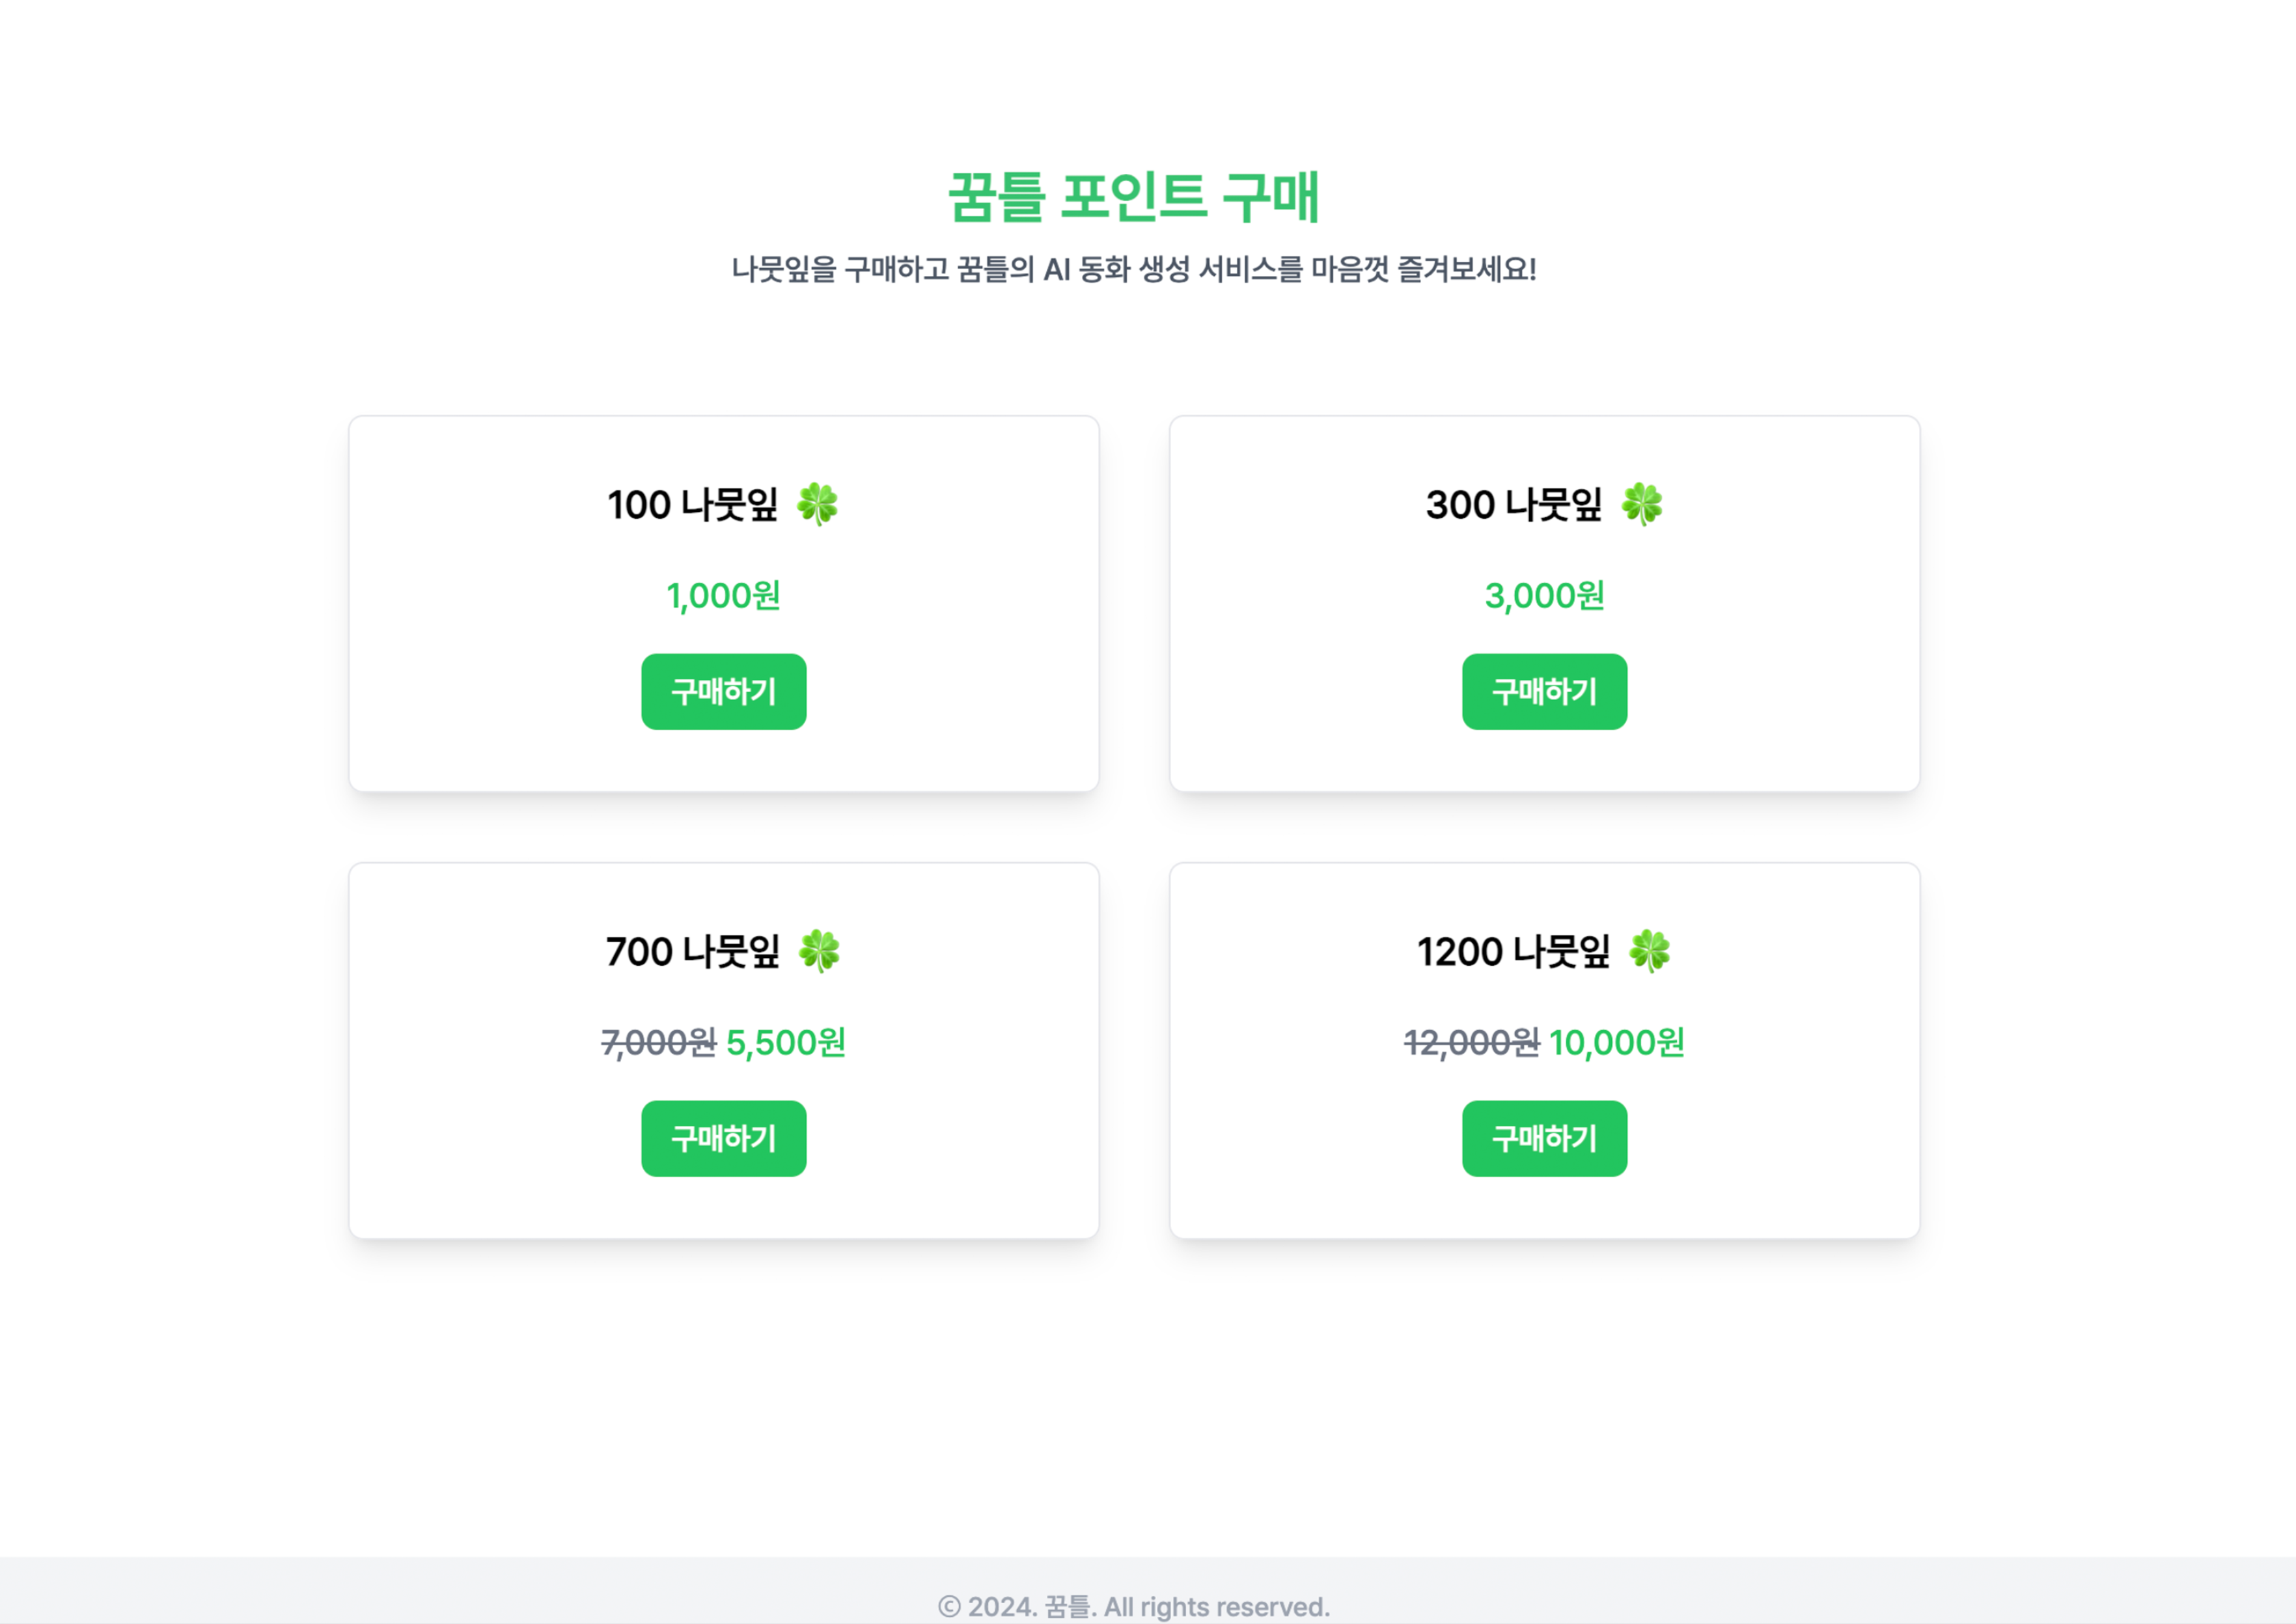 꿈틀 포인트 구매
나뭇잎을 구매하고 꿈틀의 AI 동화 생성 서비스를 마음껏 즐겨보세요!
100 나뭇잎 🍀
1,000원
구매하기
300 나뭇잎 🍀
3,000원
구매하기
700 나뭇잎 🍀
7,000원 5,500원
구매하기
1200 나뭇잎 🍀
12,000원 10,000원
구매하기
© 2024. 꿈틀. All rights reserved.